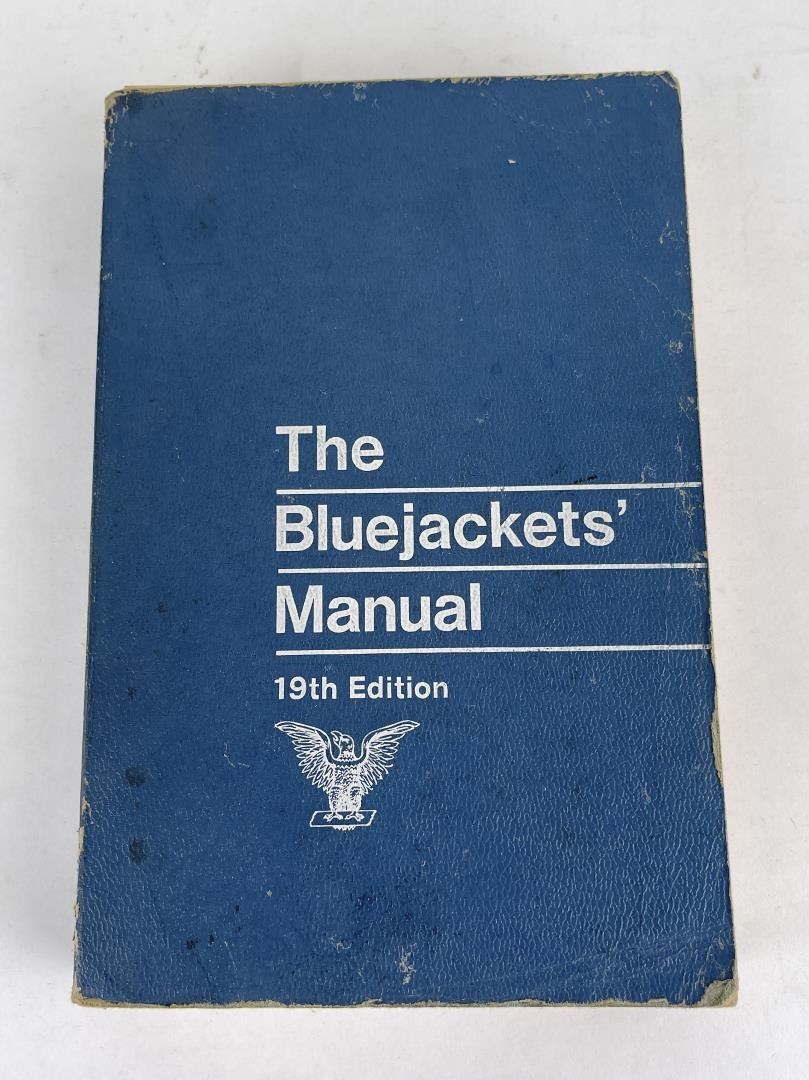 The
Bluejackets’
Manual
19th Edition